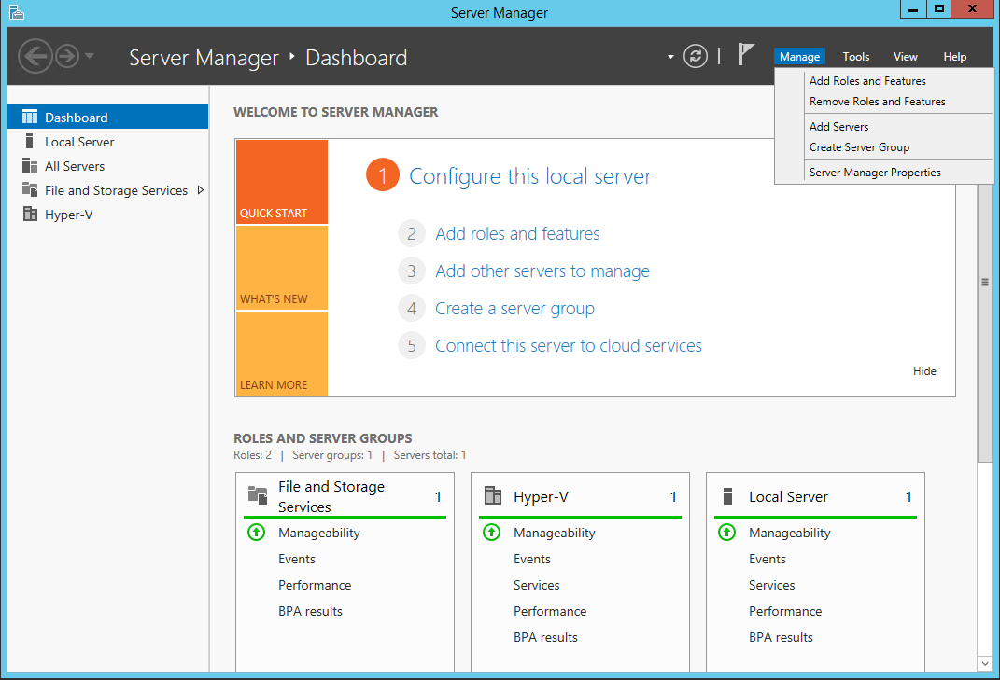 Server Manager
Server Manager ‣ Dashboard
Manage Tools View Help
Add Roles and Features
Remove Roles and Features
Add Servers
Create Server Group
Server Manager Properties
Dashboard
Local Server
All Servers
File and Storage Services
Hyper-V
WELCOME TO SERVER MANAGER
QUICK START
WHAT'S NEW
LEARN MORE
1 Configure this local server
2 Add roles and features
3 Add other servers to manage
4 Create a server group
5 Connect this server to cloud services
Hide
ROLES AND SERVER GROUPS
Roles: 2 | Server groups: 1 | Servers total: 1
File and Storage
Services 1
Manageability
Events
Performance
BPA results
Hyper-V 1
Manageability
Events
Services
Performance
BPA results
Local Server 1
Manageability
Events
Services
Performance
BPA results